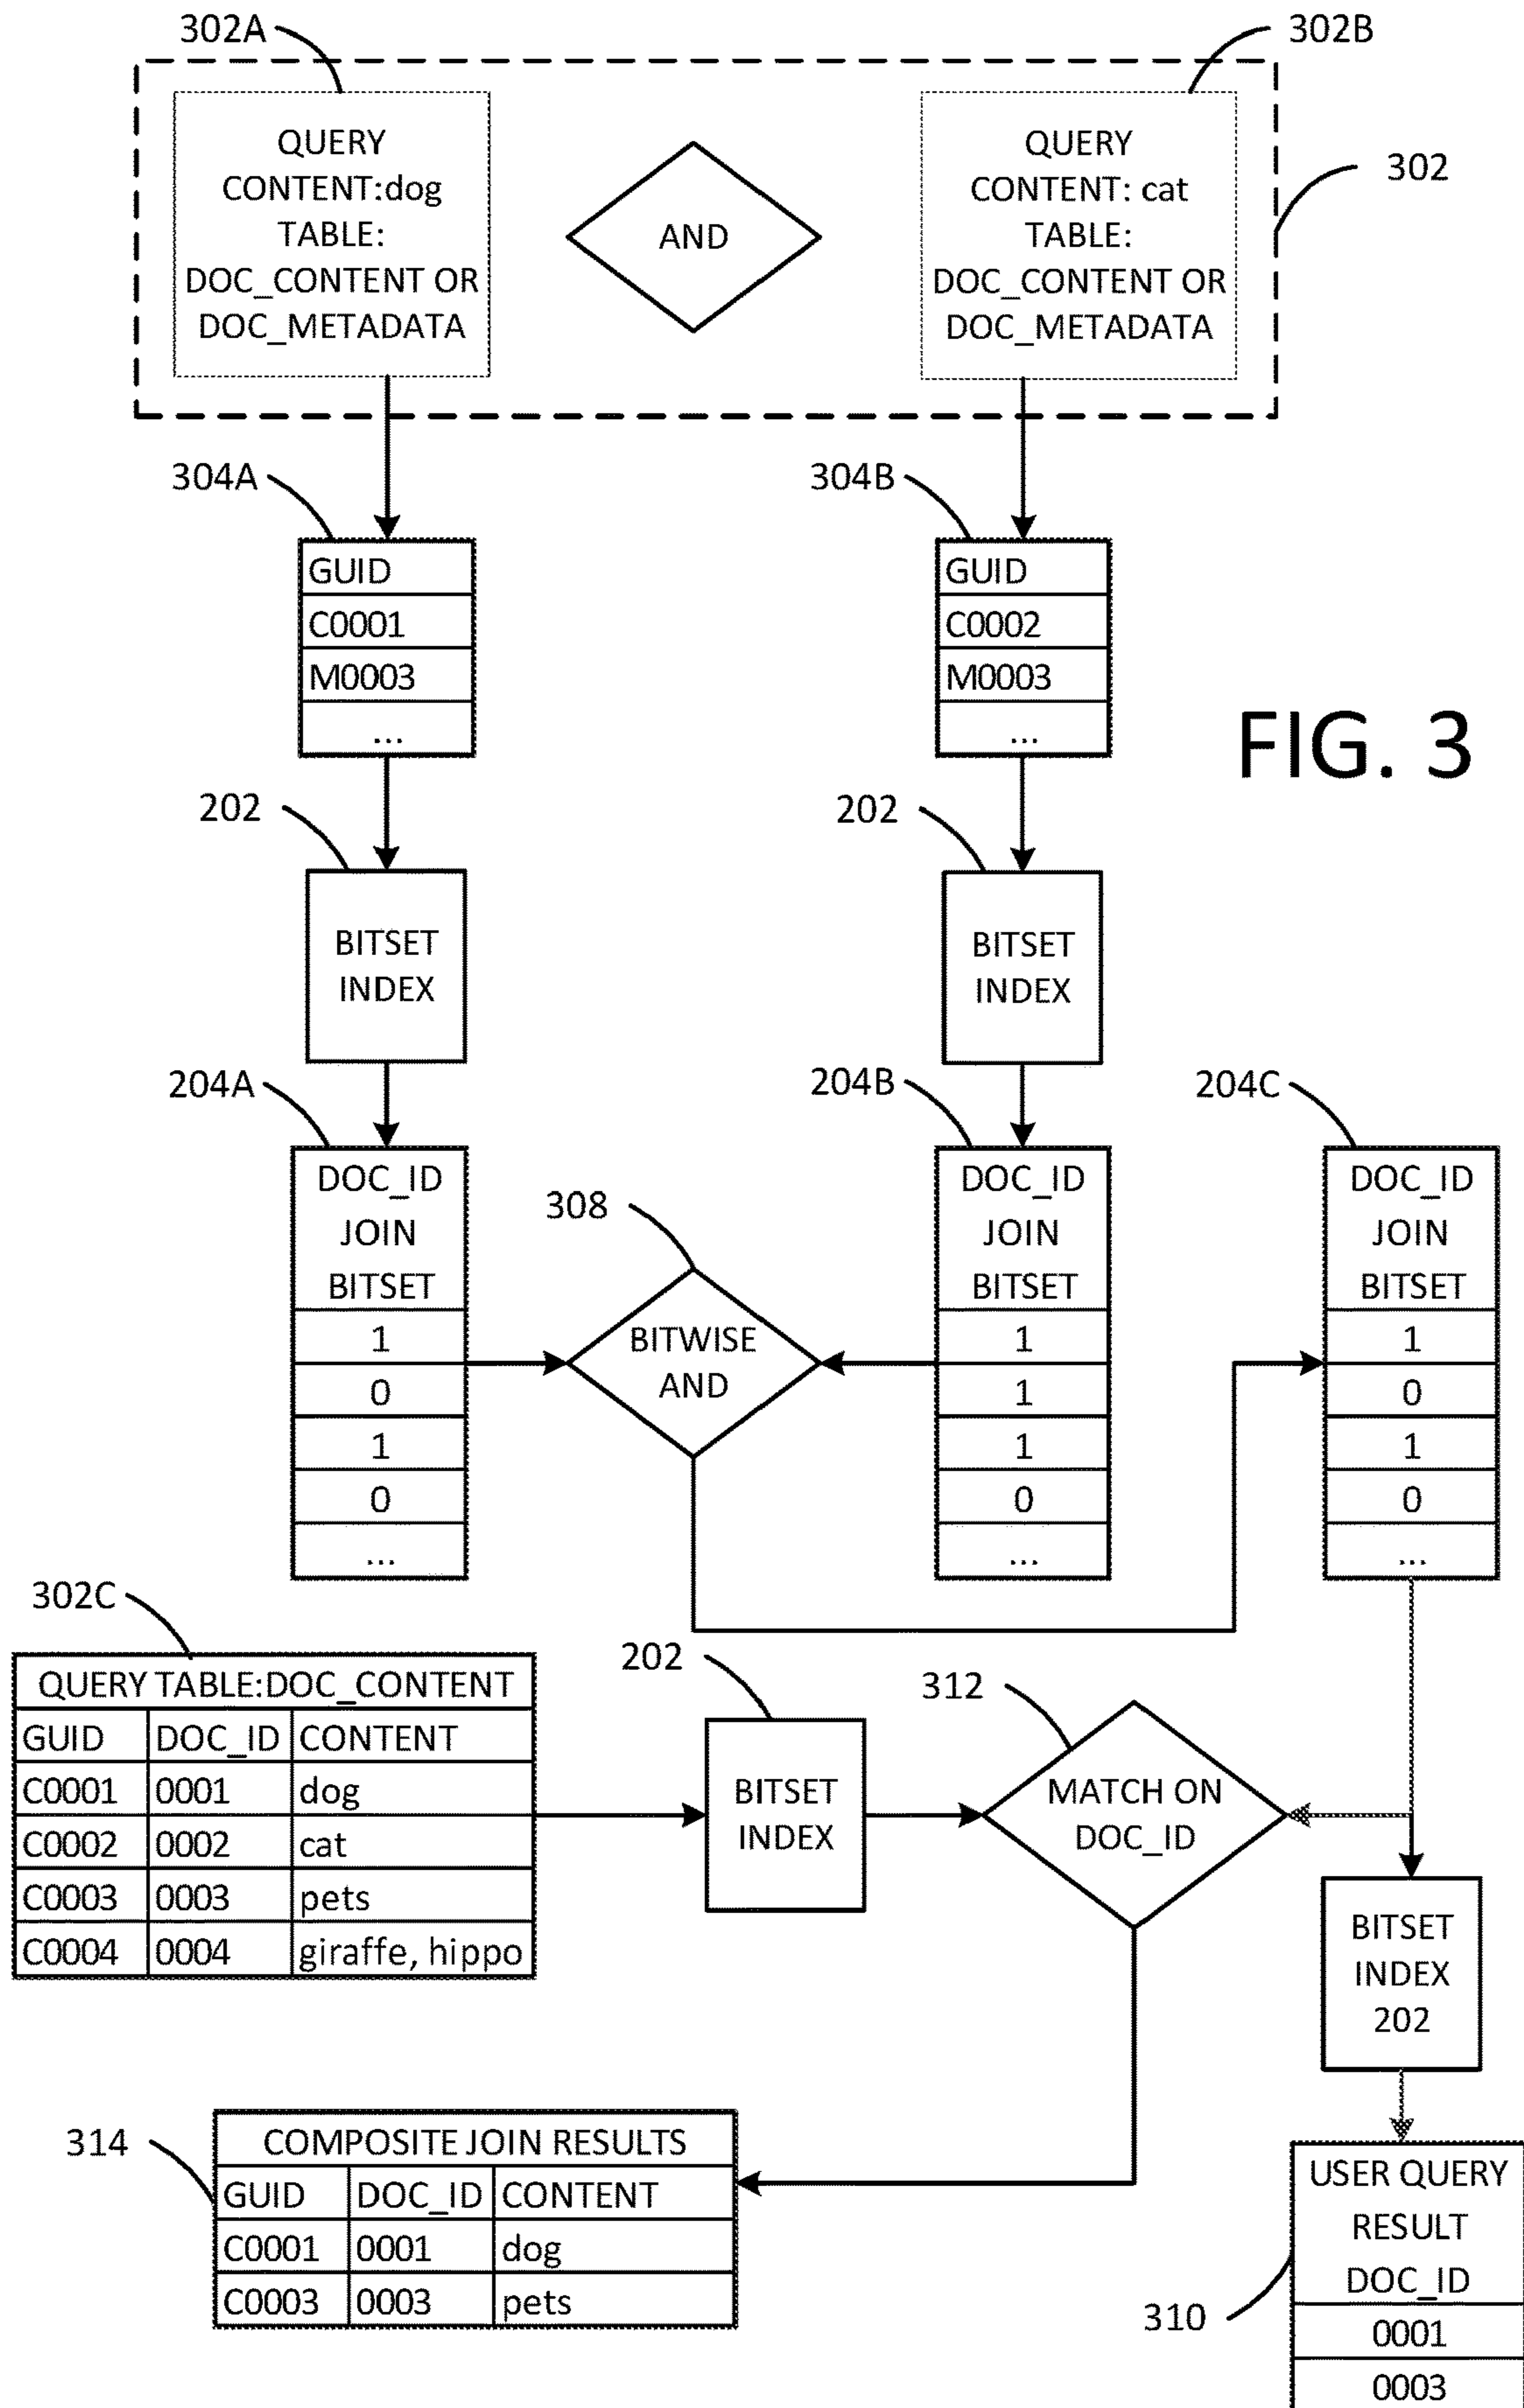 302A
302B
QUERY
CONTENT:dog
TABLE:
DOC_CONTENT OR
DOC_METADATA
AND
QUERY
CONTENT: cat
TABLE:
DOC_CONTENT OR
DOC_METADATA
302
304A
304B
GUID
C0001
M0003
...
GUID
C0002
M0003
...
FIG. 3
202
202
BITSET
INDEX
BITSET
INDEX
204A
204B
204C
DOC_ID
JOIN
BITSET
1
0
1
0
...
308
BITWISE
AND
DOC_ID
JOIN
BITSET
1
1
1
0
...
DOC_ID
JOIN
BITSET
1
0
1
0
...
302C
QUERY TABLE:DOC_CONTENT
GUID DOC_ID CONTENT
C0001 0001 dog
C0002 0002 cat
C0003 0003 pets
C0004 0004 giraffe, hippo
202
BITSET
INDEX
312
MATCH ON
DOC_ID
BITSET
INDEX
202
314
COMPOSITE JOIN RESULTS
GUID DOC_ID CONTENT
C0001 0001 dog
C0003 0003 pets
310
USER QUERY
RESULT
DOC_ID
0001
0003